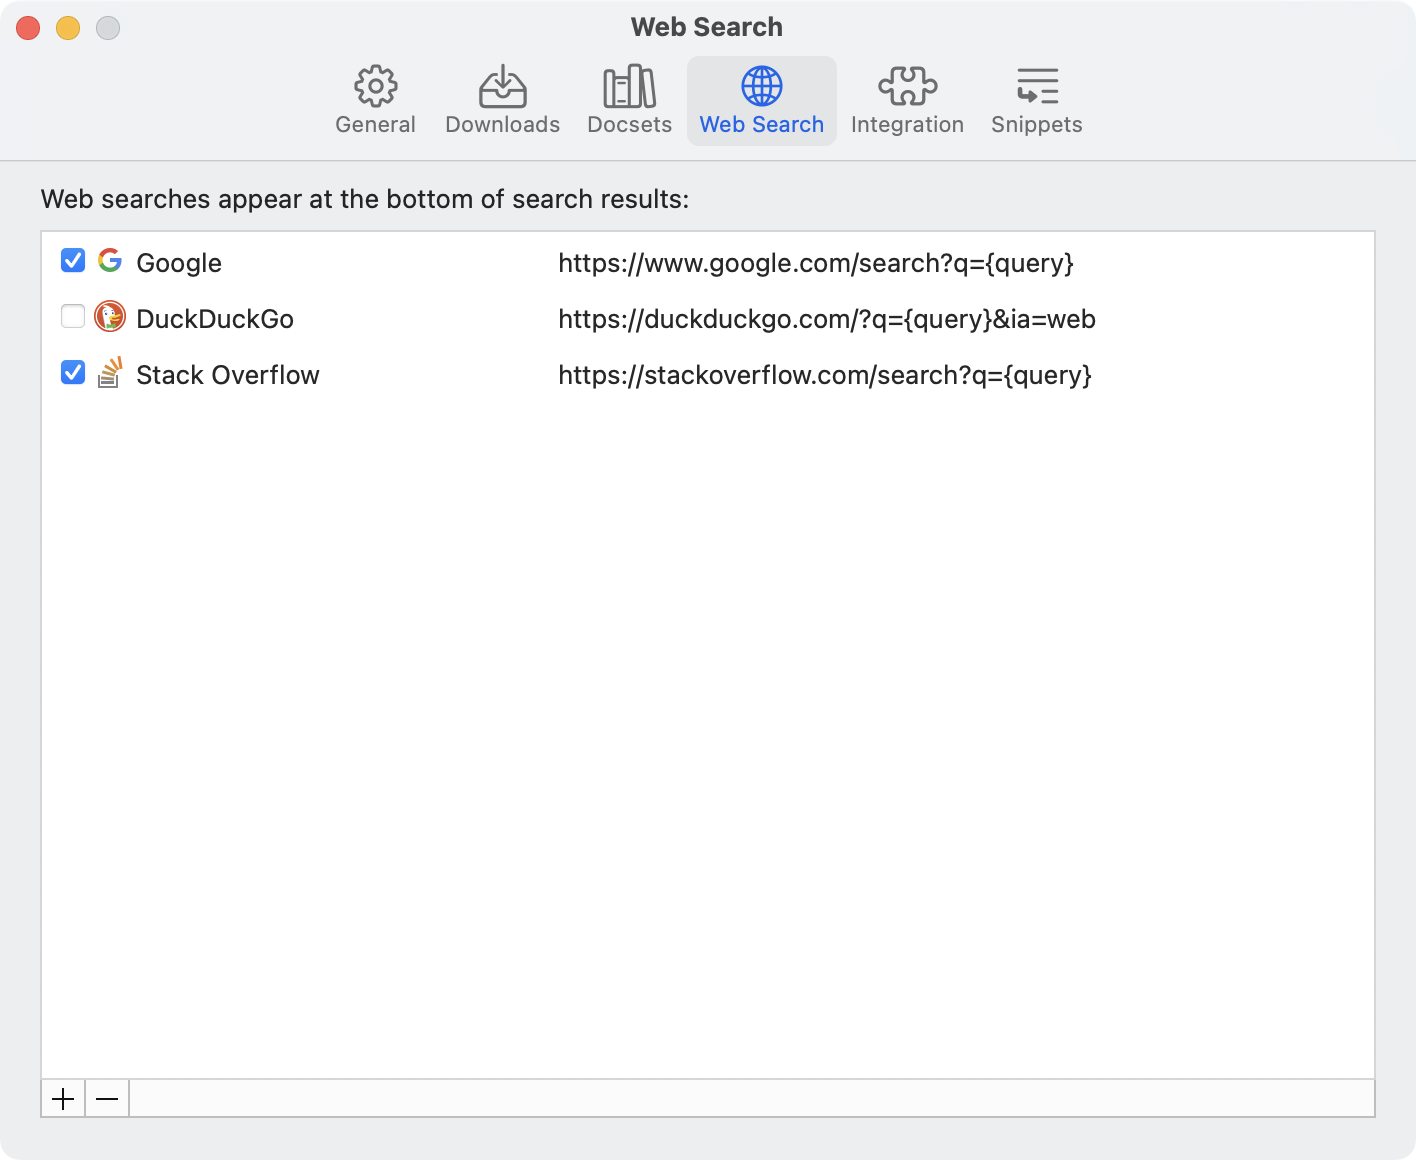 Web Search
General Downloads Docsets Web Search Integration Snippets
Web searches appear at the bottom of search results:
Google https://www.google.com/search?q={query}
DuckDuckGo https://duckduckgo.com/?q={query}&ia=web
Stack Overflow https://stackoverflow.com/search?q={query}